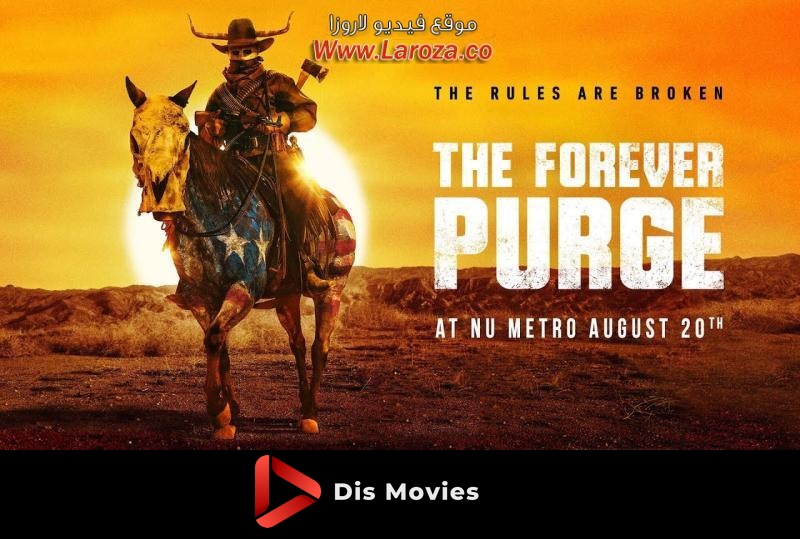 موقع فيديو لاروزا
Www.Laroza.co
THE RULES ARE BROKEN
THE FOREVER
PURGE
AT NU METRO AUGUST 20TH
Dis Movies